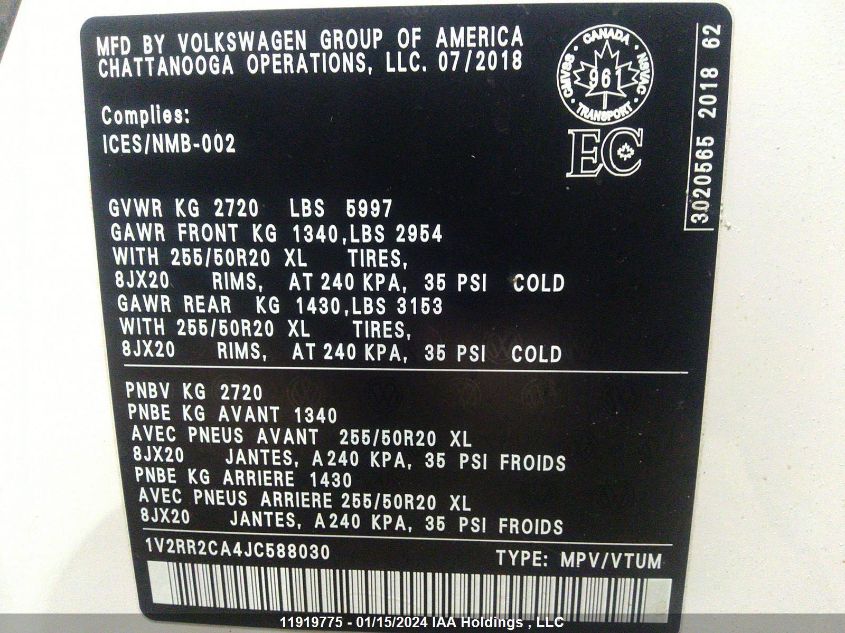 MFD BY VOLKSWAGEN GROUP OF AMERICA
CHATTANOOGA OPERATIONS, LLC. 07/2018
CANADA
CMVSS
961
NSVAC
TRANSPORT
EC
3020565 2018 62
Complies:
ICES/NMB-002
GVWR KG 2720 LBS 5997
GAWR FRONT KG 1340,LBS 2954
WITH 255/50R20 XL TIRES,
8JX20 RIMS, AT 240 KPA, 35 PSI COLD
GAWR REAR KG 1430,LBS 3153
WITH 255/50R20 XL TIRES,
8JX20 RIMS, AT 240 KPA, 35 PSI COLD
PNBV KG 2720
PNBE KG AVANT 1340
AVEC PNEUS AVANT 255/50R20 XL
8JX20 JANTES, A 240 KPA, 35 PSI FROIDS
PNBE KG ARRIERE 1430
AVEC PNEUS ARRIERE 255/50R20 XL
8JX20 JANTES, A 240 KPA, 35 PSI FROIDS
1V2RR2CA4JC588030 TYPE: MPV/VTUM
11919775 - 01/15/2024 IAA Holdings , LLC